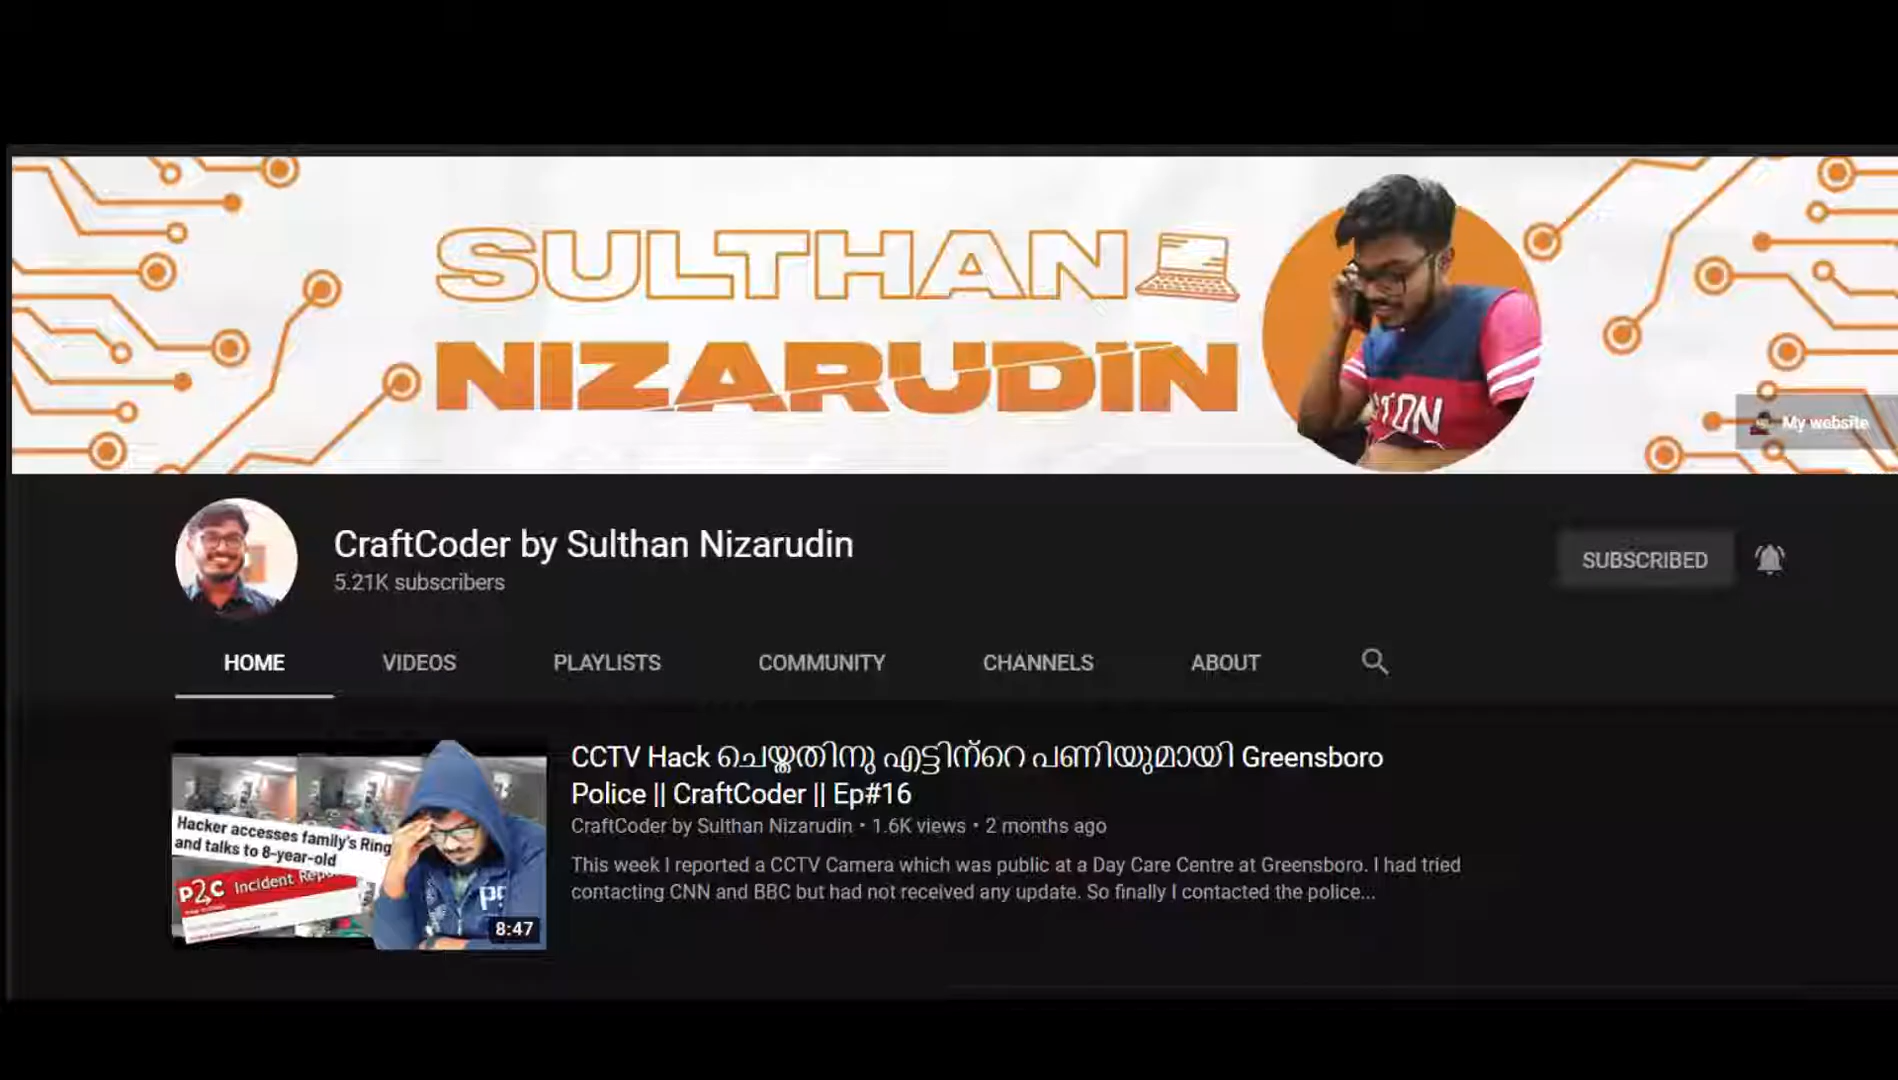 SULTHAN
NIZARUDIN
My website
CraftCoder by Sulthan Nizarudin
5.21K subscribers
SUBSCRIBED
HOME VIDEOS PLAYLISTS COMMUNITY CHANNELS ABOUT
CCTV Hack ചെയ്തതിനു എട്ടിന്റെ പണിയുമായി Greensboro
Police || CraftCoder || Ep#16
CraftCoder by Sulthan Nizarudin • 1.6K views • 2 months ago
This week I reported a CCTV Camera which was public at a Day Care Centre at Greensboro. I had tried
contacting CNN and BBC but had not received any update. So finally I contacted the police...
Hacker accesses family's Ring
and talks to 8-year-old
P2C Incident
8:47